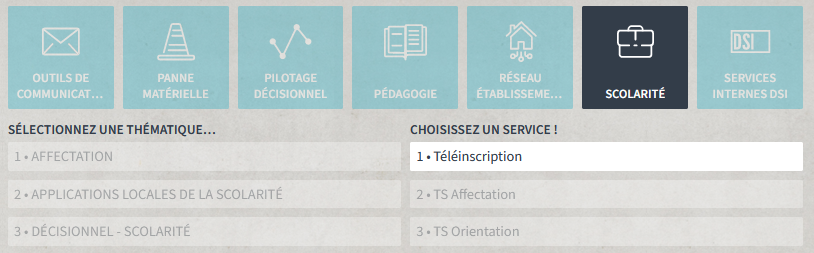 OUTILS DE
COMMUNICAT...
PANNE
MATÉRIELLE
PILOTAGE
DÉCISIONNEL
PÉDAGOGIE
RÉSEAU
ÉTABLISSEME...
SCOLARITÉ
DSI
SERVICES
INTERNES DSI
SÉLECTIONNEZ UNE THÉMATIQUE...
1 • AFFECTATION
2 • APPLICATIONS LOCALES DE LA SCOLARITÉ
3 • DÉCISIONNEL - SCOLARITÉ
CHOISISSEZ UN SERVICE !
1 • Téléinscription
2 • TS Affectation
3 • TS Orientation